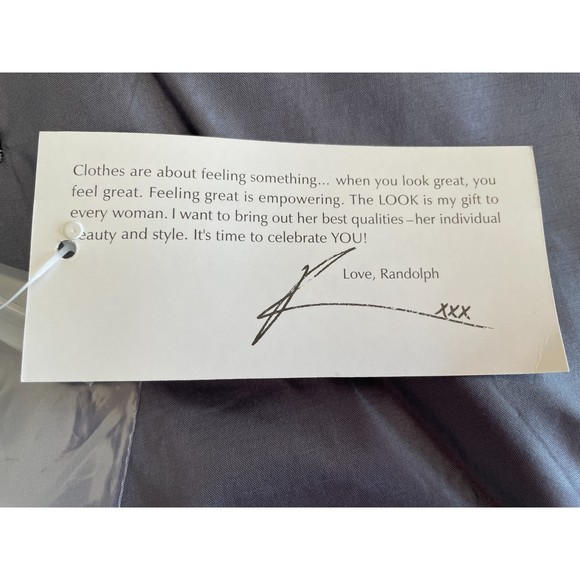 Clothes are about feeling something... when you look great, you
feel great. Feeling great is empowering. The LOOK is my gift to
every woman. I want to bring out her best qualities–her individual
beauty and style. It's time to celebrate YOU!
Love, Randolph
xxx